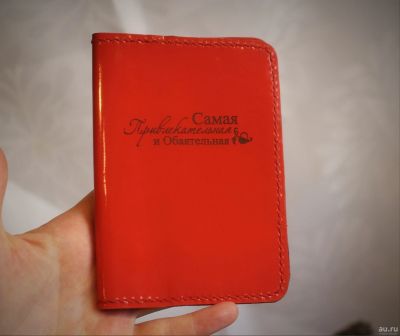 Самая
Привлекательная
и Обаятельная
au.ru